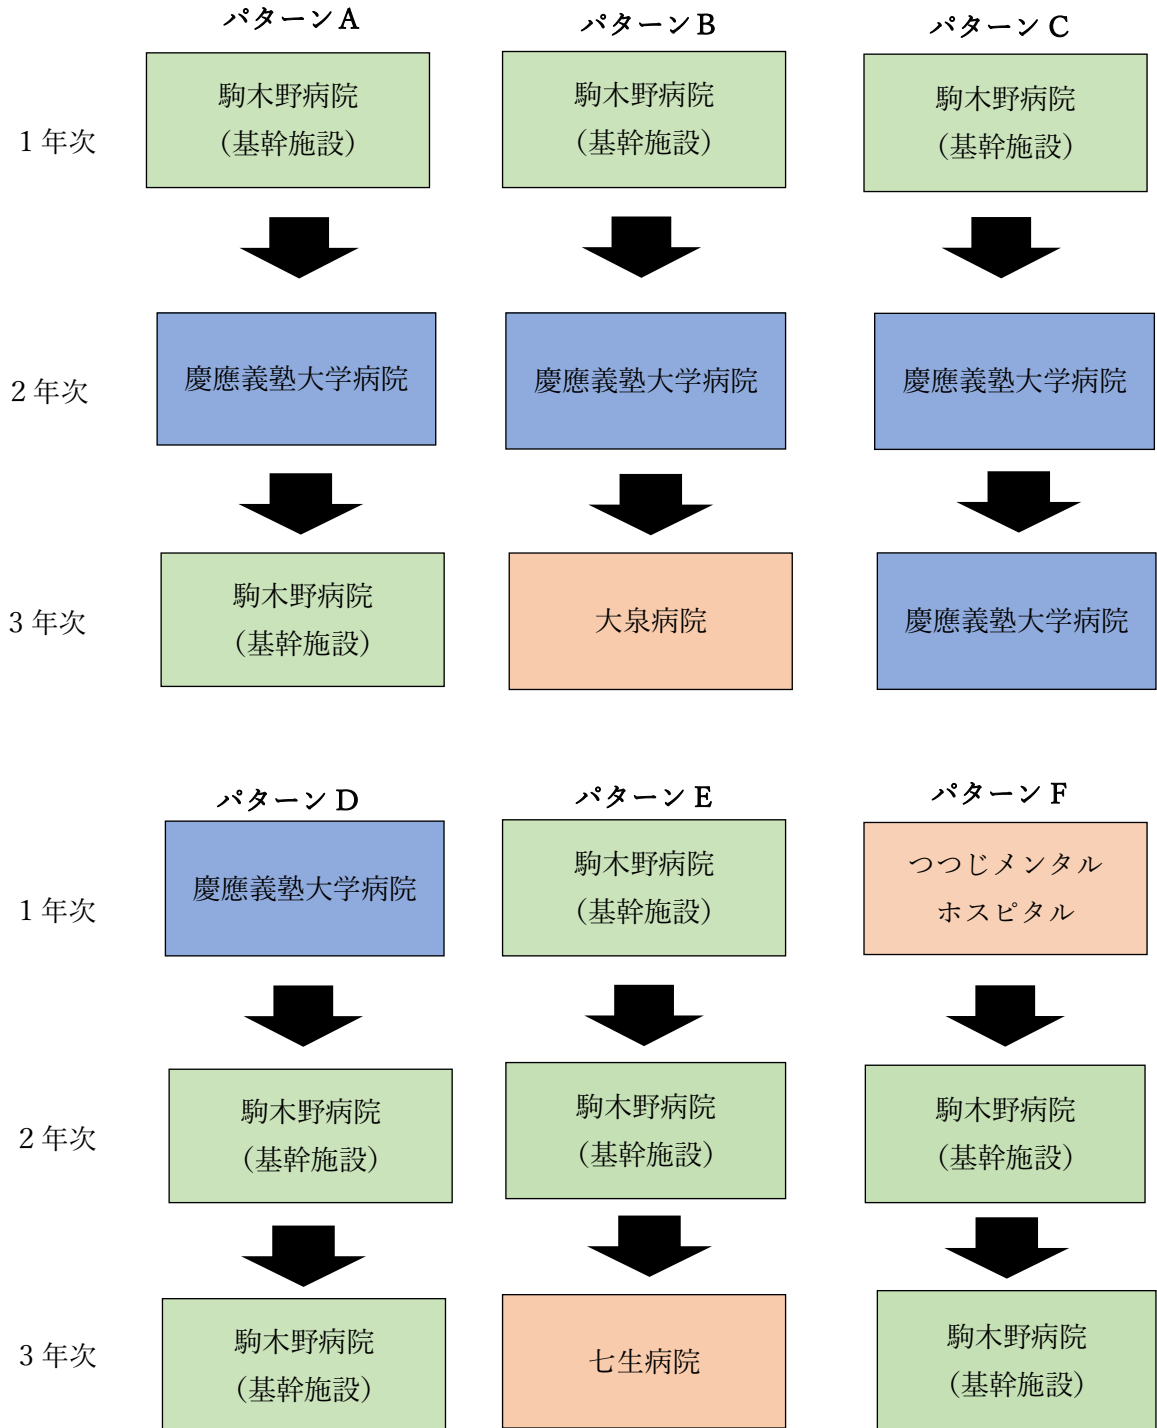 パターンA
パターンB
パターン C
1 年次
駒木野病院
（基幹施設）
駒木野病院
（基幹施設）
駒木野病院
（基幹施設）
2 年次
慶應義塾大学病院
慶應義塾大学病院
慶應義塾大学病院
3 年次
駒木野病院
（基幹施設）
大泉病院
慶應義塾大学病院
パターン D
パターン E
パターン F
1 年次
慶應義塾大学病院
駒木野病院
（基幹施設）
つつじメンタル
ホスピタル
2 年次
駒木野病院
（基幹施設）
駒木野病院
（基幹施設）
駒木野病院
（基幹施設）
3 年次
駒木野病院
（基幹施設）
七生病院
駒木野病院
（基幹施設）